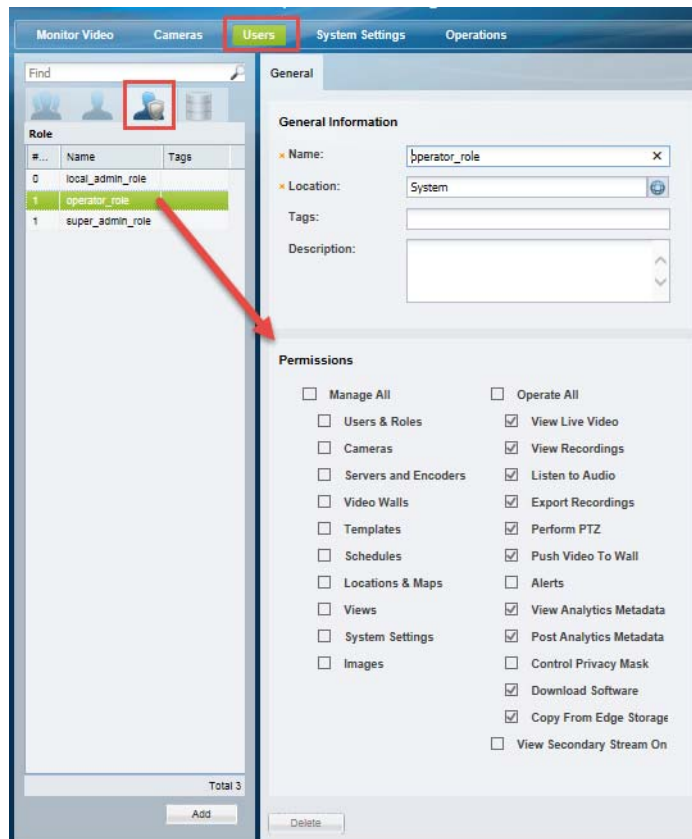 Monitor Video Cameras Users System Settings Operations
Find
Role
#... Name Tags
0 local_admin_role
1 operator_role
1 super_admin_role
Total 3
Add
General
General Information
× Name: operator_role ×
× Location: System
Tags:
Description:
Permissions
Manage All
Users & Roles
Cameras
Servers and Encoders
Video Walls
Templates
Schedules
Locations & Maps
Views
System Settings
Images
Operate All
View Live Video
View Recordings
Listen to Audio
Export Recordings
Perform PTZ
Push Video To Wall
Alerts
View Analytics Metadata
Post Analytics Metadata
Control Privacy Mask
Download Software
Copy From Edge Storage
View Secondary Stream On
Delete